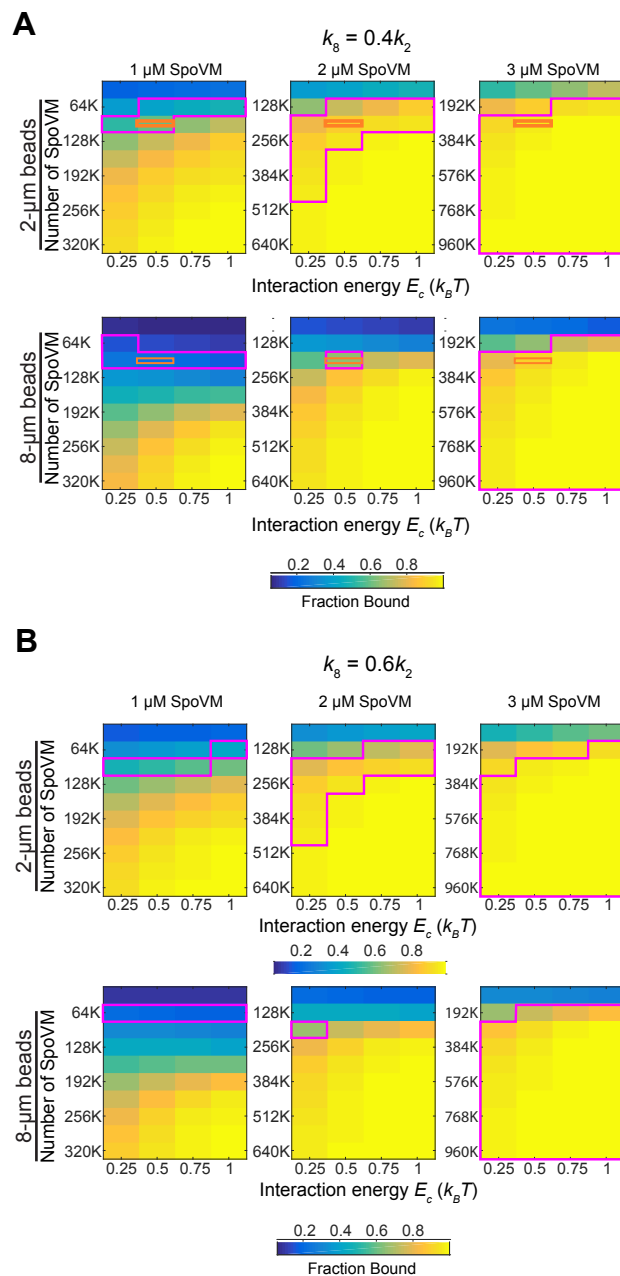 A
k₈ = 0.4k₂
1 µM SpoVM
2 µM SpoVM
3 µM SpoVM
2-µm beads
Number of SpoVM
64K
128K
192K
256K
320K
128K
256K
384K
512K
640K
192K
384K
576K
768K
960K
0.25 0.5 0.75 1
0.25 0.5 0.75 1
0.25 0.5 0.75 1
Interaction energy E_c (k_BT)
8-µm beads
Number of SpoVM
64K
128K
192K
256K
320K
128K
256K
384K
512K
640K
192K
384K
576K
768K
960K
0.25 0.5 0.75 1
0.25 0.5 0.75 1
0.25 0.5 0.75 1
Interaction energy E_c (k_BT)
0.2 0.4 0.6 0.8
Fraction Bound
B
k₈ = 0.6k₂
1 µM SpoVM
2 µM SpoVM
3 µM SpoVM
2-µm beads
Number of SpoVM
64K
128K
192K
256K
320K
128K
256K
384K
512K
640K
192K
384K
576K
768K
960K
0.25 0.5 0.75 1
0.25 0.5 0.75 1
0.25 0.5 0.75 1
Interaction energy E_c (k_BT)
0.2 0.4 0.6 0.8
8-µm beads
Number of SpoVM
64K
128K
192K
256K
320K
128K
256K
384K
512K
640K
192K
384K
576K
768K
960K
0.25 0.5 0.75 1
0.25 0.5 0.75 1
0.25 0.5 0.75 1
Interaction energy E_c (k_BT)
0.2 0.4 0.6 0.8
Fraction Bound